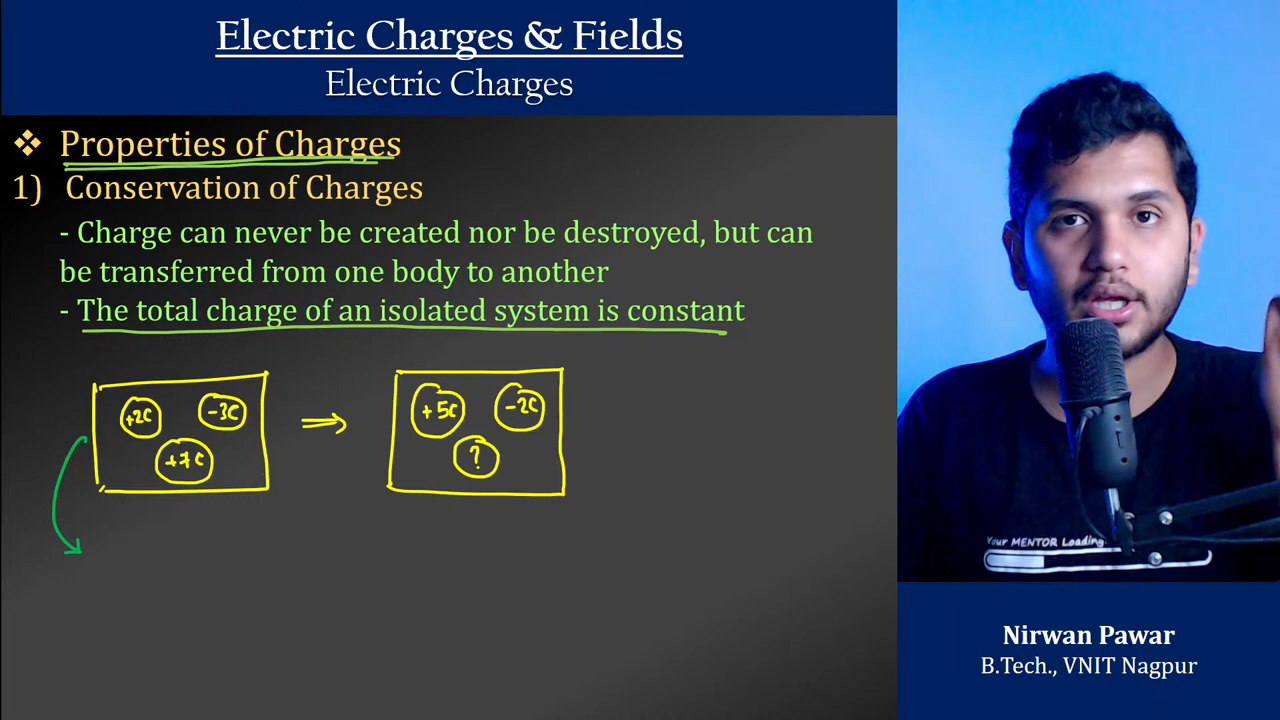 Electric Charges & Fields
Electric Charges
❖ Properties of Charges
1) Conservation of Charges
- Charge can never be created nor be destroyed, but can
be transferred from one body to another
- The total charge of an isolated system is constant
+2C -3C
+7C
⇒
+5C -2C
?
Your MENTOR Loading
Nirwan Pawar
B.Tech., VNIT Nagpur